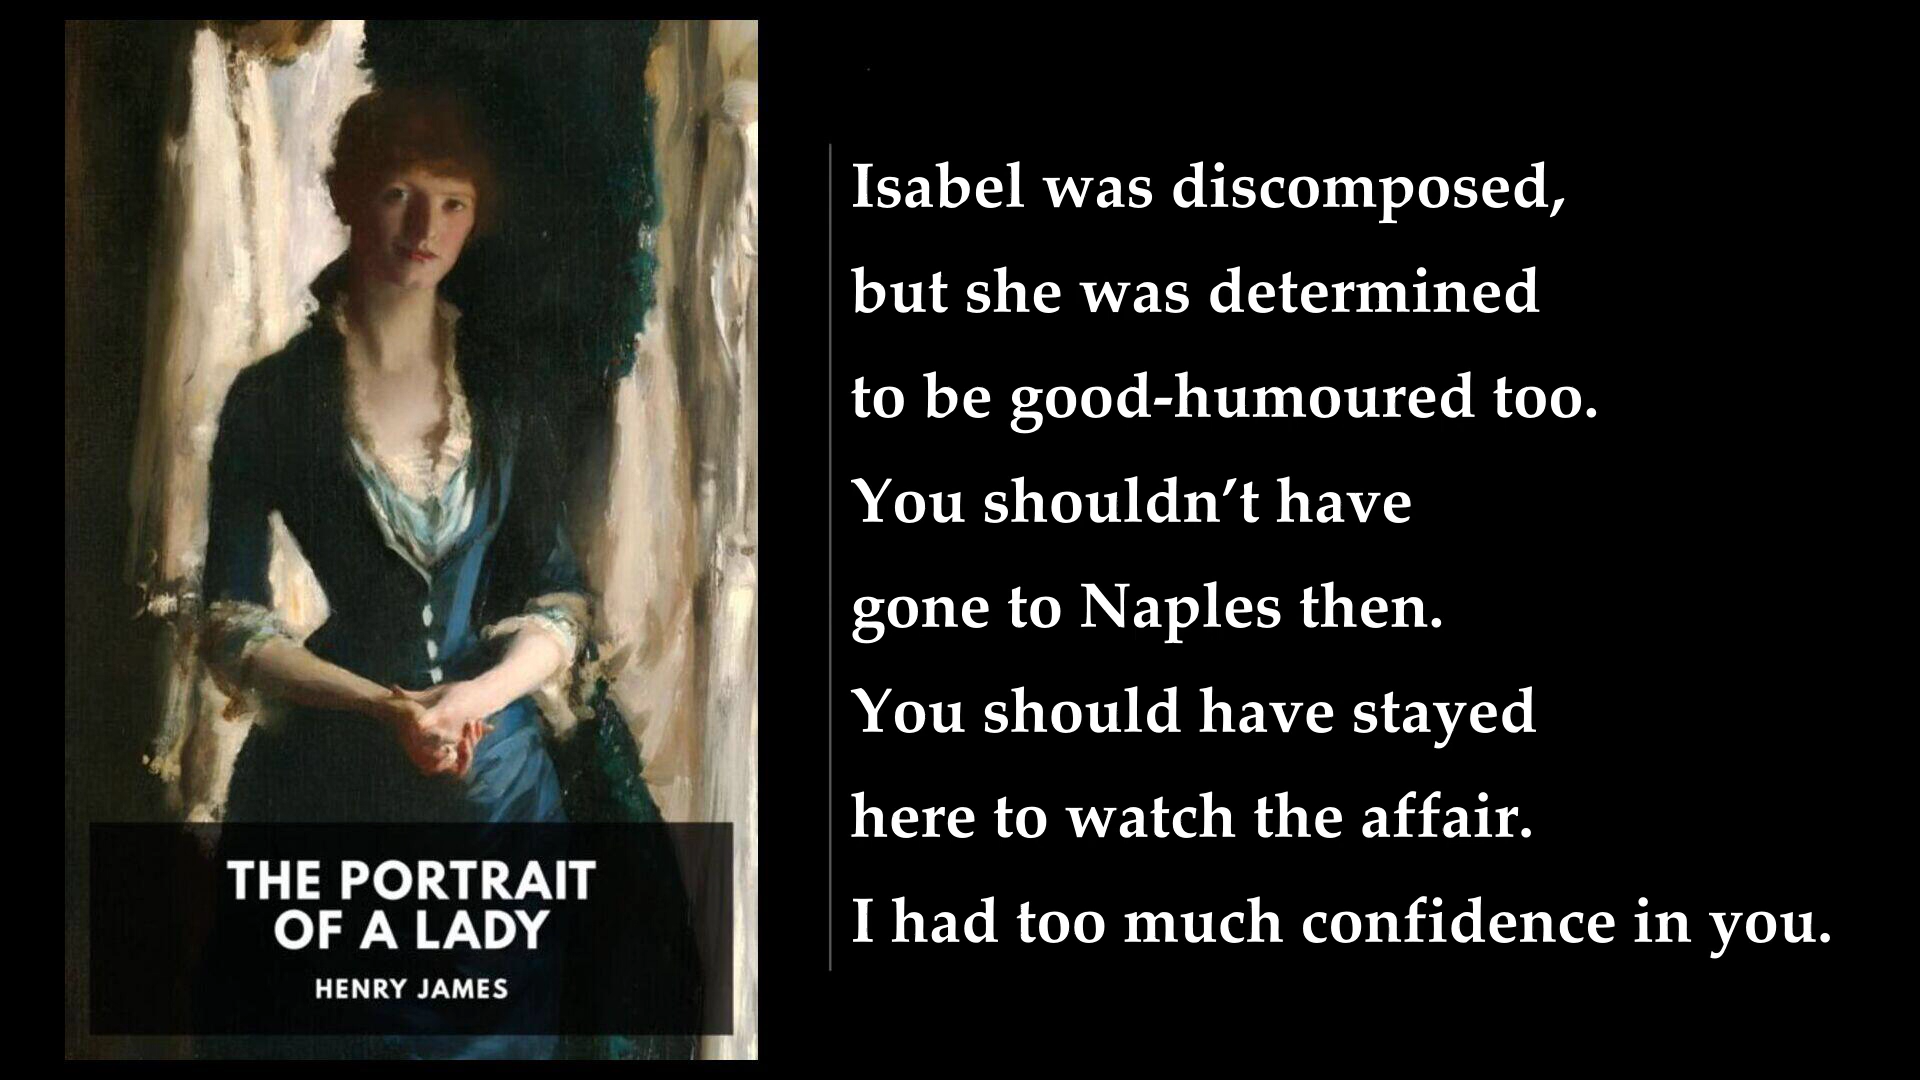 THE PORTRAIT
OF A LADY
HENRY JAMES
Isabel was discomposed,
but she was determined
to be good-humoured too.
You shouldn’t have
gone to Naples then.
You should have stayed
here to watch the affair.
I had too much confidence in you.